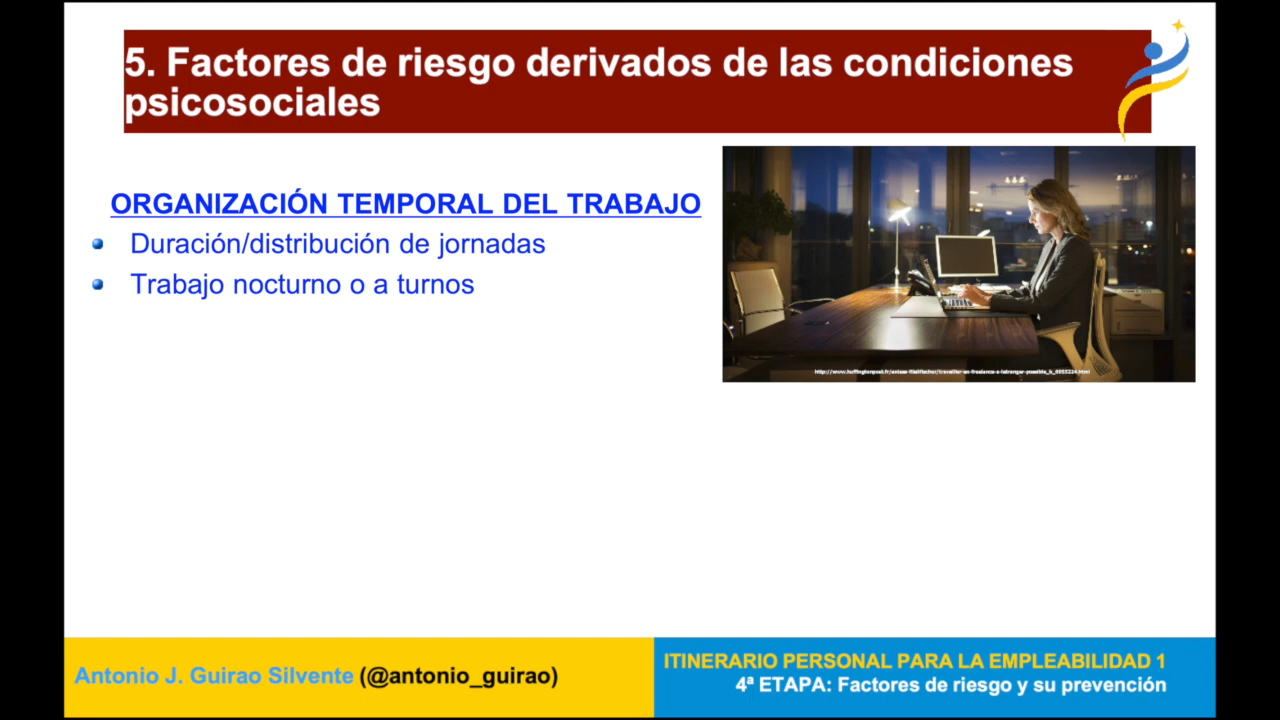 5. Factores de riesgo derivados de las condiciones
psicosociales
ORGANIZACIÓN TEMPORAL DEL TRABAJO
Duración/distribución de jornadas
Trabajo nocturno o a turnos
Antonio J. Guirao Silvente (@antonio_guirao)
ITINERARIO PERSONAL PARA LA EMPLEABILIDAD 1
4ª ETAPA: Factores de riesgo y su prevención